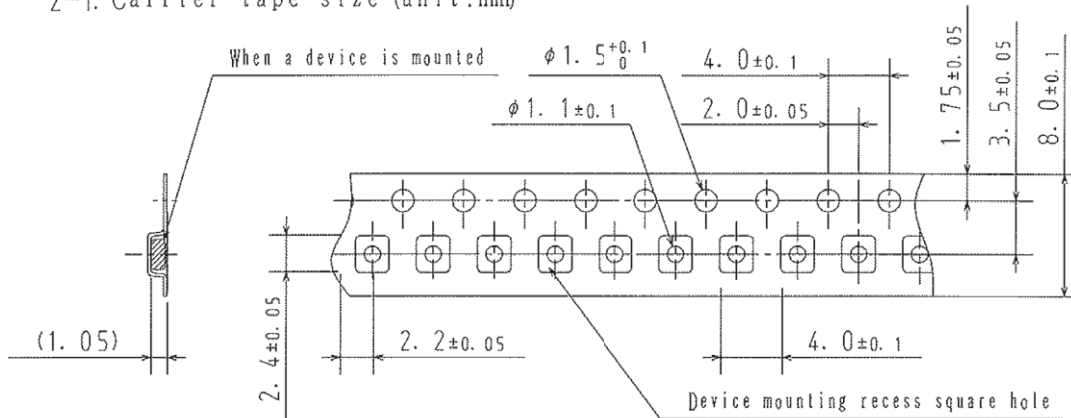 2-1. Carrier tape size (unit:mm)
When a device is mounted
φ1. 5+0. 1 0
4. 0±0. 1
φ1. 1±0. 1
2. 0±0. 05
1. 75±0. 05
3. 5±0. 05
8. 0±0. 1
(1. 05)
2. 4±0. 05
2. 2±0. 05
4. 0±0. 1
Device mounting recess square hole